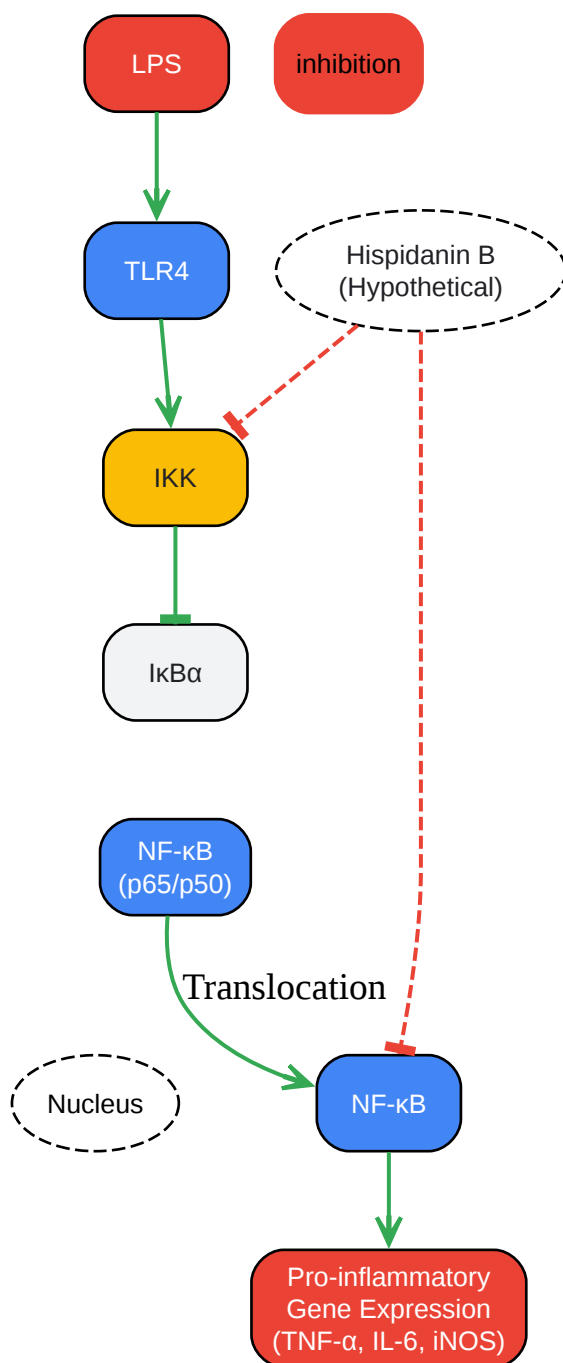 LPS
inhibition
TLR4
Hispidanin B
(Hypothetical)
IKK
IκBα
NF-κB
(p65/p50)
Translocation
Nucleus
NF-κB
Pro-inflammatory
Gene Expression
(TNF-α, IL-6, iNOS)